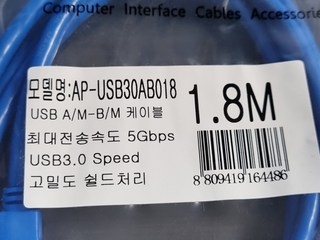 Computer Interface Cables Accessories
모델명:AP-USB30AB018
USB A/M-B/M 케이블
1.8M
최대전송속도 5Gbps
USB3.0 Speed
고밀도 쉴드처리
8 809419 164486